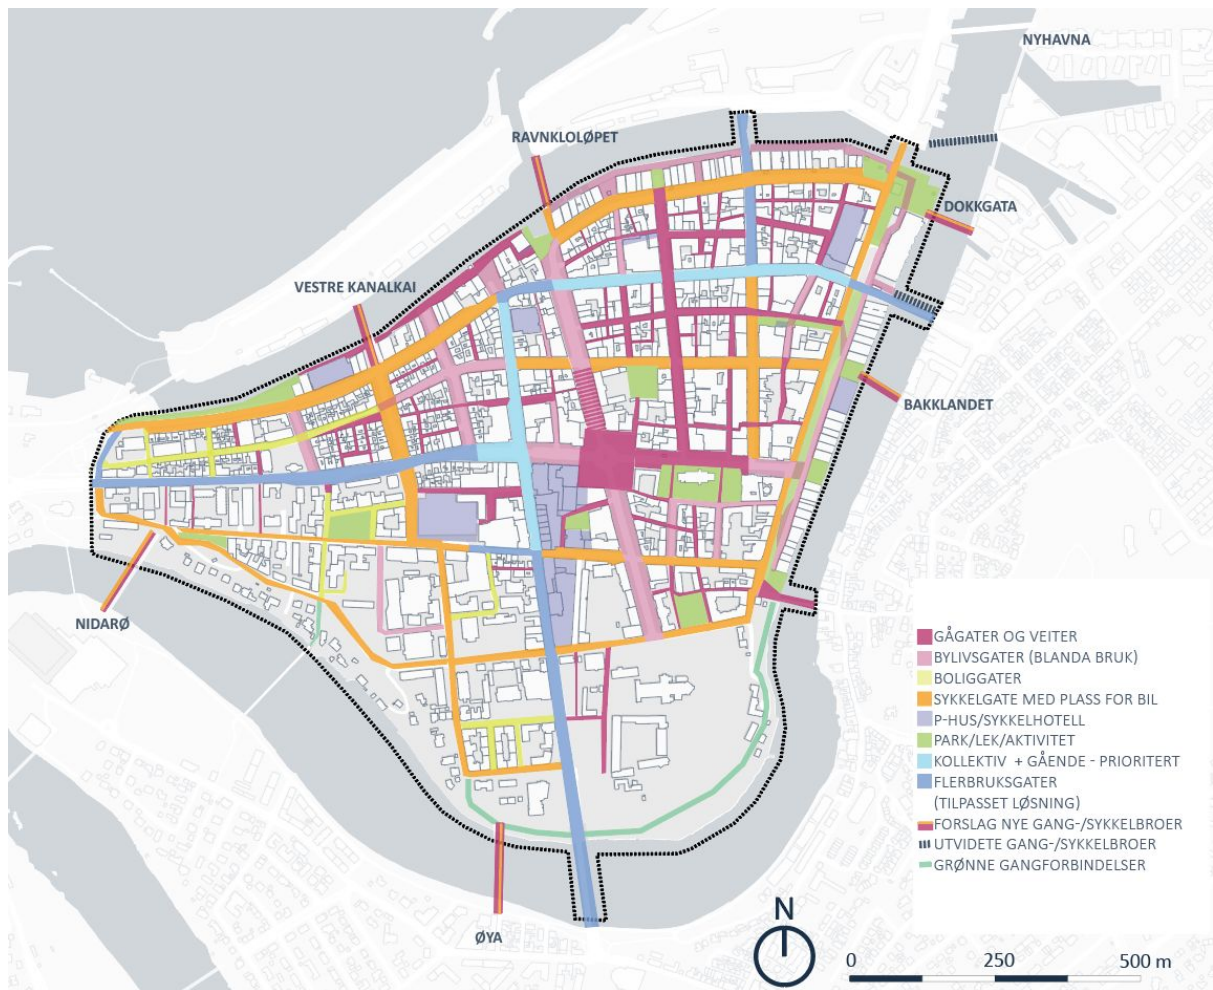 NYHAVNA
RAVNKLOLØPET
DOKKGATA
VESTRE KANALKAI
BAKKLANDET
NIDARØ
GÅGATER OG VEITER
BYLIVSGATER (BLANDA BRUK)
BOLIGGATER
SYKKELGATE MED PLASS FOR BIL
P-HUS/SYKKELHOTELL
PARK/LEK/AKTIVITET
KOLLEKTIV + GÅENDE - PRIORITERT
FLERBRUKSGATER
(TILPASSET LØSNING)
FORSLAG NYE GANG-/SYKKELBROER
UTVIDETE GANG-/SYKKELBROER
GRØNNE GANGFORBINDELSER
ØYA
N
0 250 500 m